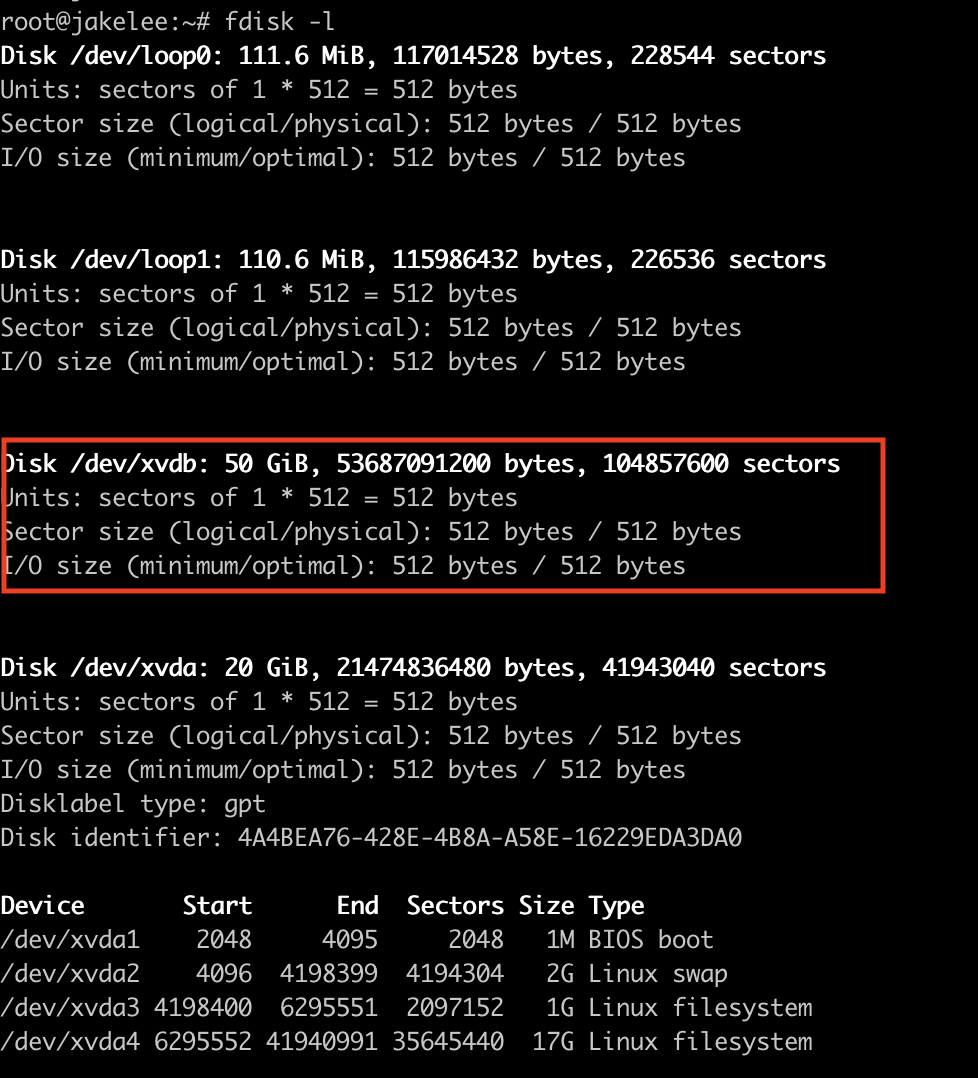 root@jakelee:~# fdisk -l
Disk /dev/loop0: 111.6 MiB, 117014528 bytes, 228544 sectors
Units: sectors of 1 * 512 = 512 bytes
Sector size (logical/physical): 512 bytes / 512 bytes
I/O size (minimum/optimal): 512 bytes / 512 bytes
Disk /dev/loop1: 110.6 MiB, 115986432 bytes, 226536 sectors
Units: sectors of 1 * 512 = 512 bytes
Sector size (logical/physical): 512 bytes / 512 bytes
I/O size (minimum/optimal): 512 bytes / 512 bytes
Disk /dev/xvdb: 50 GiB, 53687091200 bytes, 104857600 sectors
Units: sectors of 1 * 512 = 512 bytes
Sector size (logical/physical): 512 bytes / 512 bytes
I/O size (minimum/optimal): 512 bytes / 512 bytes
Disk /dev/xvda: 20 GiB, 21474836480 bytes, 41943040 sectors
Units: sectors of 1 * 512 = 512 bytes
Sector size (logical/physical): 512 bytes / 512 bytes
I/O size (minimum/optimal): 512 bytes / 512 bytes
Disklabel type: gpt
Disk identifier: 4A4BEA76-428E-4B8A-A58E-16229EDA3DA0
Device Start End Sectors Size Type
/dev/xvda1 2048 4095 2048 1M BIOS boot
/dev/xvda2 4096 4198399 4194304 2G Linux swap
/dev/xvda3 4198400 6295551 2097152 1G Linux filesystem
/dev/xvda4 6295552 41940991 35645440 17G Linux filesystem